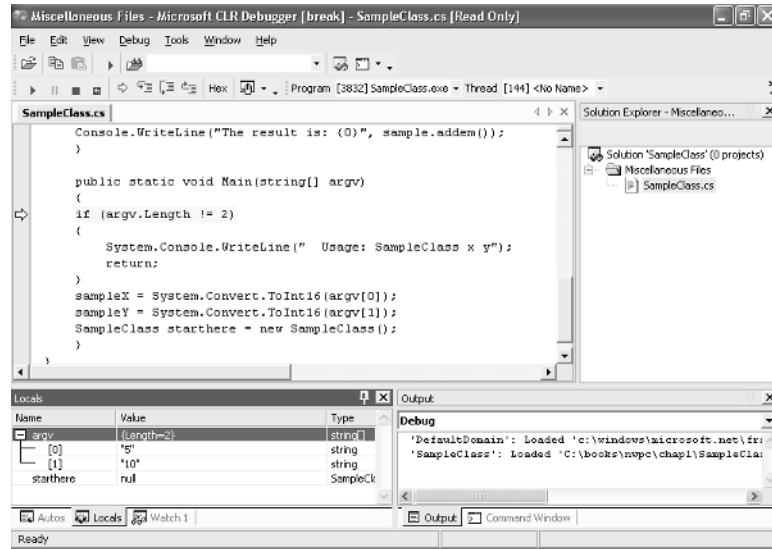 Miscellaneous Files - Microsoft CLR Debugger [break] - SampleClass.cs [Read Only]
File Edit View Debug Tools Window Help
Hex Program [3832] SampleClass.exe Thread [144] <No Name>
SampleClass.cs
Console.WriteLine("The result is: {0}", sample.addem());
}
public static void Main(string[] argv)
{
if (argv.Length != 2)
{
System.Console.WriteLine(" Usage: SampleClass x y");
return;
}
sampleX = System.Convert.ToInt16(argv[0]);
sampleY = System.Convert.ToInt16(argv[1]);
SampleClass starthere = new SampleClass();
}
}
Solution Explorer - Miscellaneo...
Solution 'SampleClass' (0 projects)
Miscellaneous Files
SampleClass.cs
Locals
Name Value Type
argv {Length=2} string[]
[0] "5" string
[1] "10" string
starthere null SampleCl
Autos Locals Watch 1
Output
Debug
'DefaultDomain': Loaded 'c:\windows\microsoft.net\fra
'SampleClass': Loaded 'C:\books\nwpc\chap1\SampleClas
Output Command Window
Ready